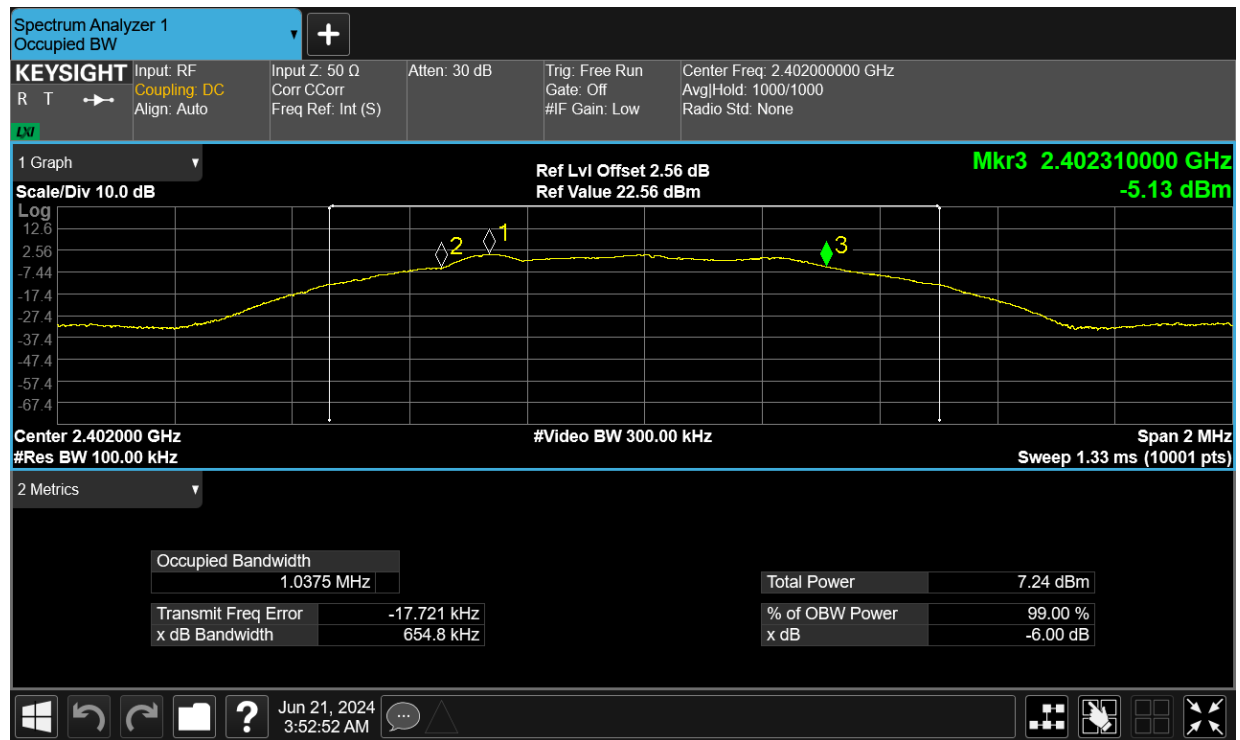 Spectrum Analyzer 1
Occupied BW
▼
+
KEYSIGHT
R T
LXI
Input: RF
Coupling: DC
Align: Auto
Input Z: 50 Ω
Corr CCorr
Freq Ref: Int (S)
Atten: 30 dB
Trig: Free Run
Gate: Off
#IF Gain: Low
Center Freq: 2.402000000 GHz
Avg|Hold: 1000/1000
Radio Std: None
1 Graph ▼
Scale/Div 10.0 dB
Ref Lvl Offset 2.56 dB
Ref Value 22.56 dBm
Mkr3 2.402310000 GHz
-5.13 dBm
Log
12.6
2.56
-7.44
-17.4
-27.4
-37.4
-47.4
-57.4
-67.4
2
1
3
Center 2.402000 GHz
#Res BW 100.00 kHz
#Video BW 300.00 kHz
Span 2 MHz
Sweep 1.33 ms (10001 pts)
2 Metrics ▼
Occupied Bandwidth
1.0375 MHz
Transmit Freq Error -17.721 kHz
x dB Bandwidth 654.8 kHz
Total Power 7.24 dBm
% of OBW Power 99.00 %
x dB -6.00 dB
?
Jun 21, 2024
3:52:52 AM